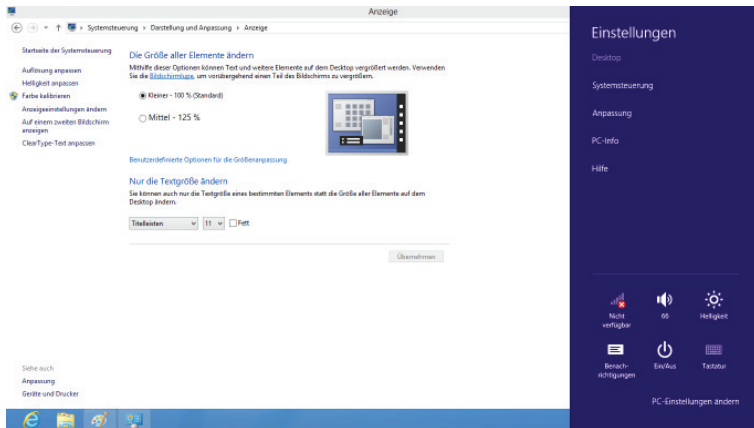 Anzeige
Systemsteuerung › Darstellung und Anpassung › Anzeige
Startseite der Systemsteuerung
Auflösung anpassen
Helligkeit anpassen
Farbe kalibrieren
Anzeigeeinstellungen ändern
Auf einem zweiten Bildschirm
anzeigen
ClearType-Text anpassen
Siehe auch
Anpassung
Geräte und Drucker
Die Größe aller Elemente ändern
Mithilfe dieser Optionen können Text und weitere Elemente auf dem Desktop vergrößert werden. Verwenden
Sie die Bildschirmlupe, um vorübergehend einen Teil des Bildschirms zu vergrößern.
Kleiner - 100 % (Standard)
Mittel - 125 %
Benutzerdefinierte Optionen für die Größenanpassung
Nur die Textgröße ändern
Sie können auch nur die Textgröße eines bestimmten Elements statt die Größe aller Elemente auf dem
Desktop ändern.
Titelleisten 11 Fett
Übernehmen
Einstellungen
Desktop
Systemsteuerung
Anpassung
PC-Info
Hilfe
Nicht
verfügbar
66
Helligkeit
Benach-
richtigungen
Ein/Aus
Tastatur
PC-Einstellungen ändern